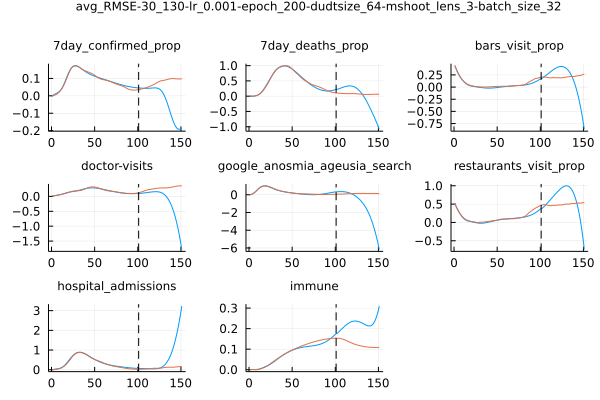 avg_RMSE-30_130-lr_0.001-epoch_200-dudtsize_64-mshoot_lens_3-batch_size_32
7day_confirmed_prop 7day_deaths_prop bars_visit_prop
0.1 1.0 0.25
0.0 0.5 0.00
−0.1 0.0 −0.25
−0.2 −0.5 −0.50
−1.0 −0.75
0 50 100 150 0 50 100 150 0 50 100 150
doctor-visits google_anosmia_ageusia_search restaurants_visit_prop
0.0 0 1.0
−0.5 −2 0.5
−1.0 −4 0.0
−1.5 −6 −0.5
0 50 100 150 0 50 100 150 0 50 100 150
hospital_admissions immune
3 0.3
2 0.2
1 0.1
0 0.0
0 50 100 150 0 50 100 150